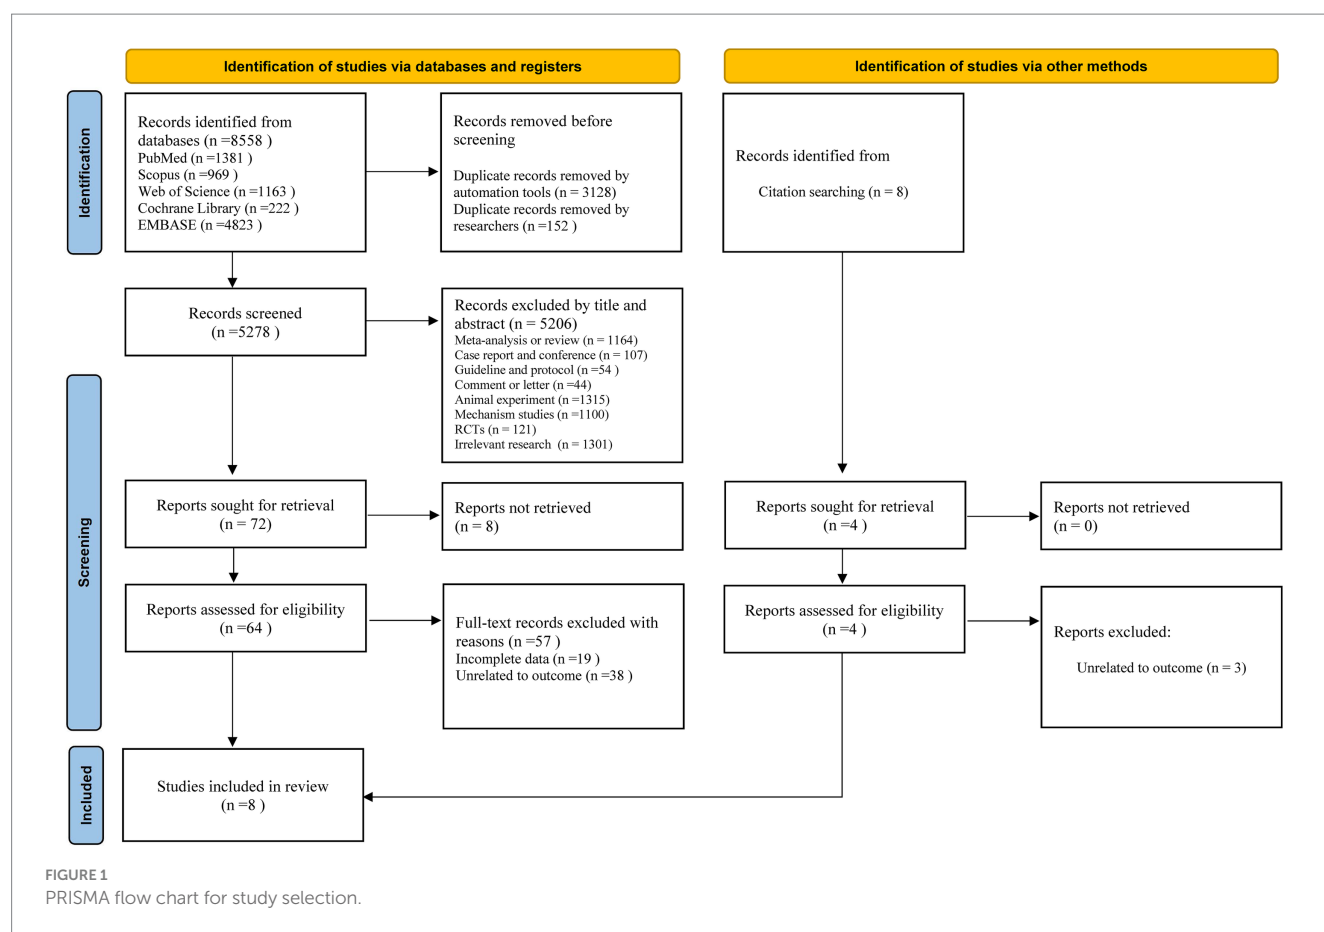 Identification of studies via databases and registers
Identification of studies via other methods
Identification
Records identified from
databases (n =8558 )
PubMed (n =1381 )
Scopus (n =969 )
Web of Science (n =1163 )
Cochrane Library (n =222 )
EMBASE (n =4823 )
Records removed before
screening
Duplicate records removed by
automation tools (n = 3128)
Duplicate records removed by
researchers (n =152 )
Records identified from
Citation searching (n = 8)
Records screened
(n =5278 )
Records excluded by title and
abstract (n = 5206)
Meta-analysis or review (n = 1164)
Case report and conference (n = 107)
Guideline and protocol (n =54 )
Comment or letter (n =44)
Animal experiment (n =1315)
Mechanism studies (n =1100)
RCTs (n = 121)
Irrelevant research (n = 1301)
Screening
Reports sought for retrieval
(n = 72)
Reports not retrieved
(n = 8)
Reports sought for retrieval
(n =4 )
Reports not retrieved
(n = 0)
Reports assessed for eligibility
(n =64 )
Full-text records excluded with
reasons (n =57 )
Incomplete data (n =19 )
Unrelated to outcome (n =38 )
Reports assessed for eligibility
(n =4 )
Reports excluded:
Unrelated to outcome (n = 3)
Included
Studies included in review
(n =8 )
FIGURE 1
PRISMA flow chart for study selection.